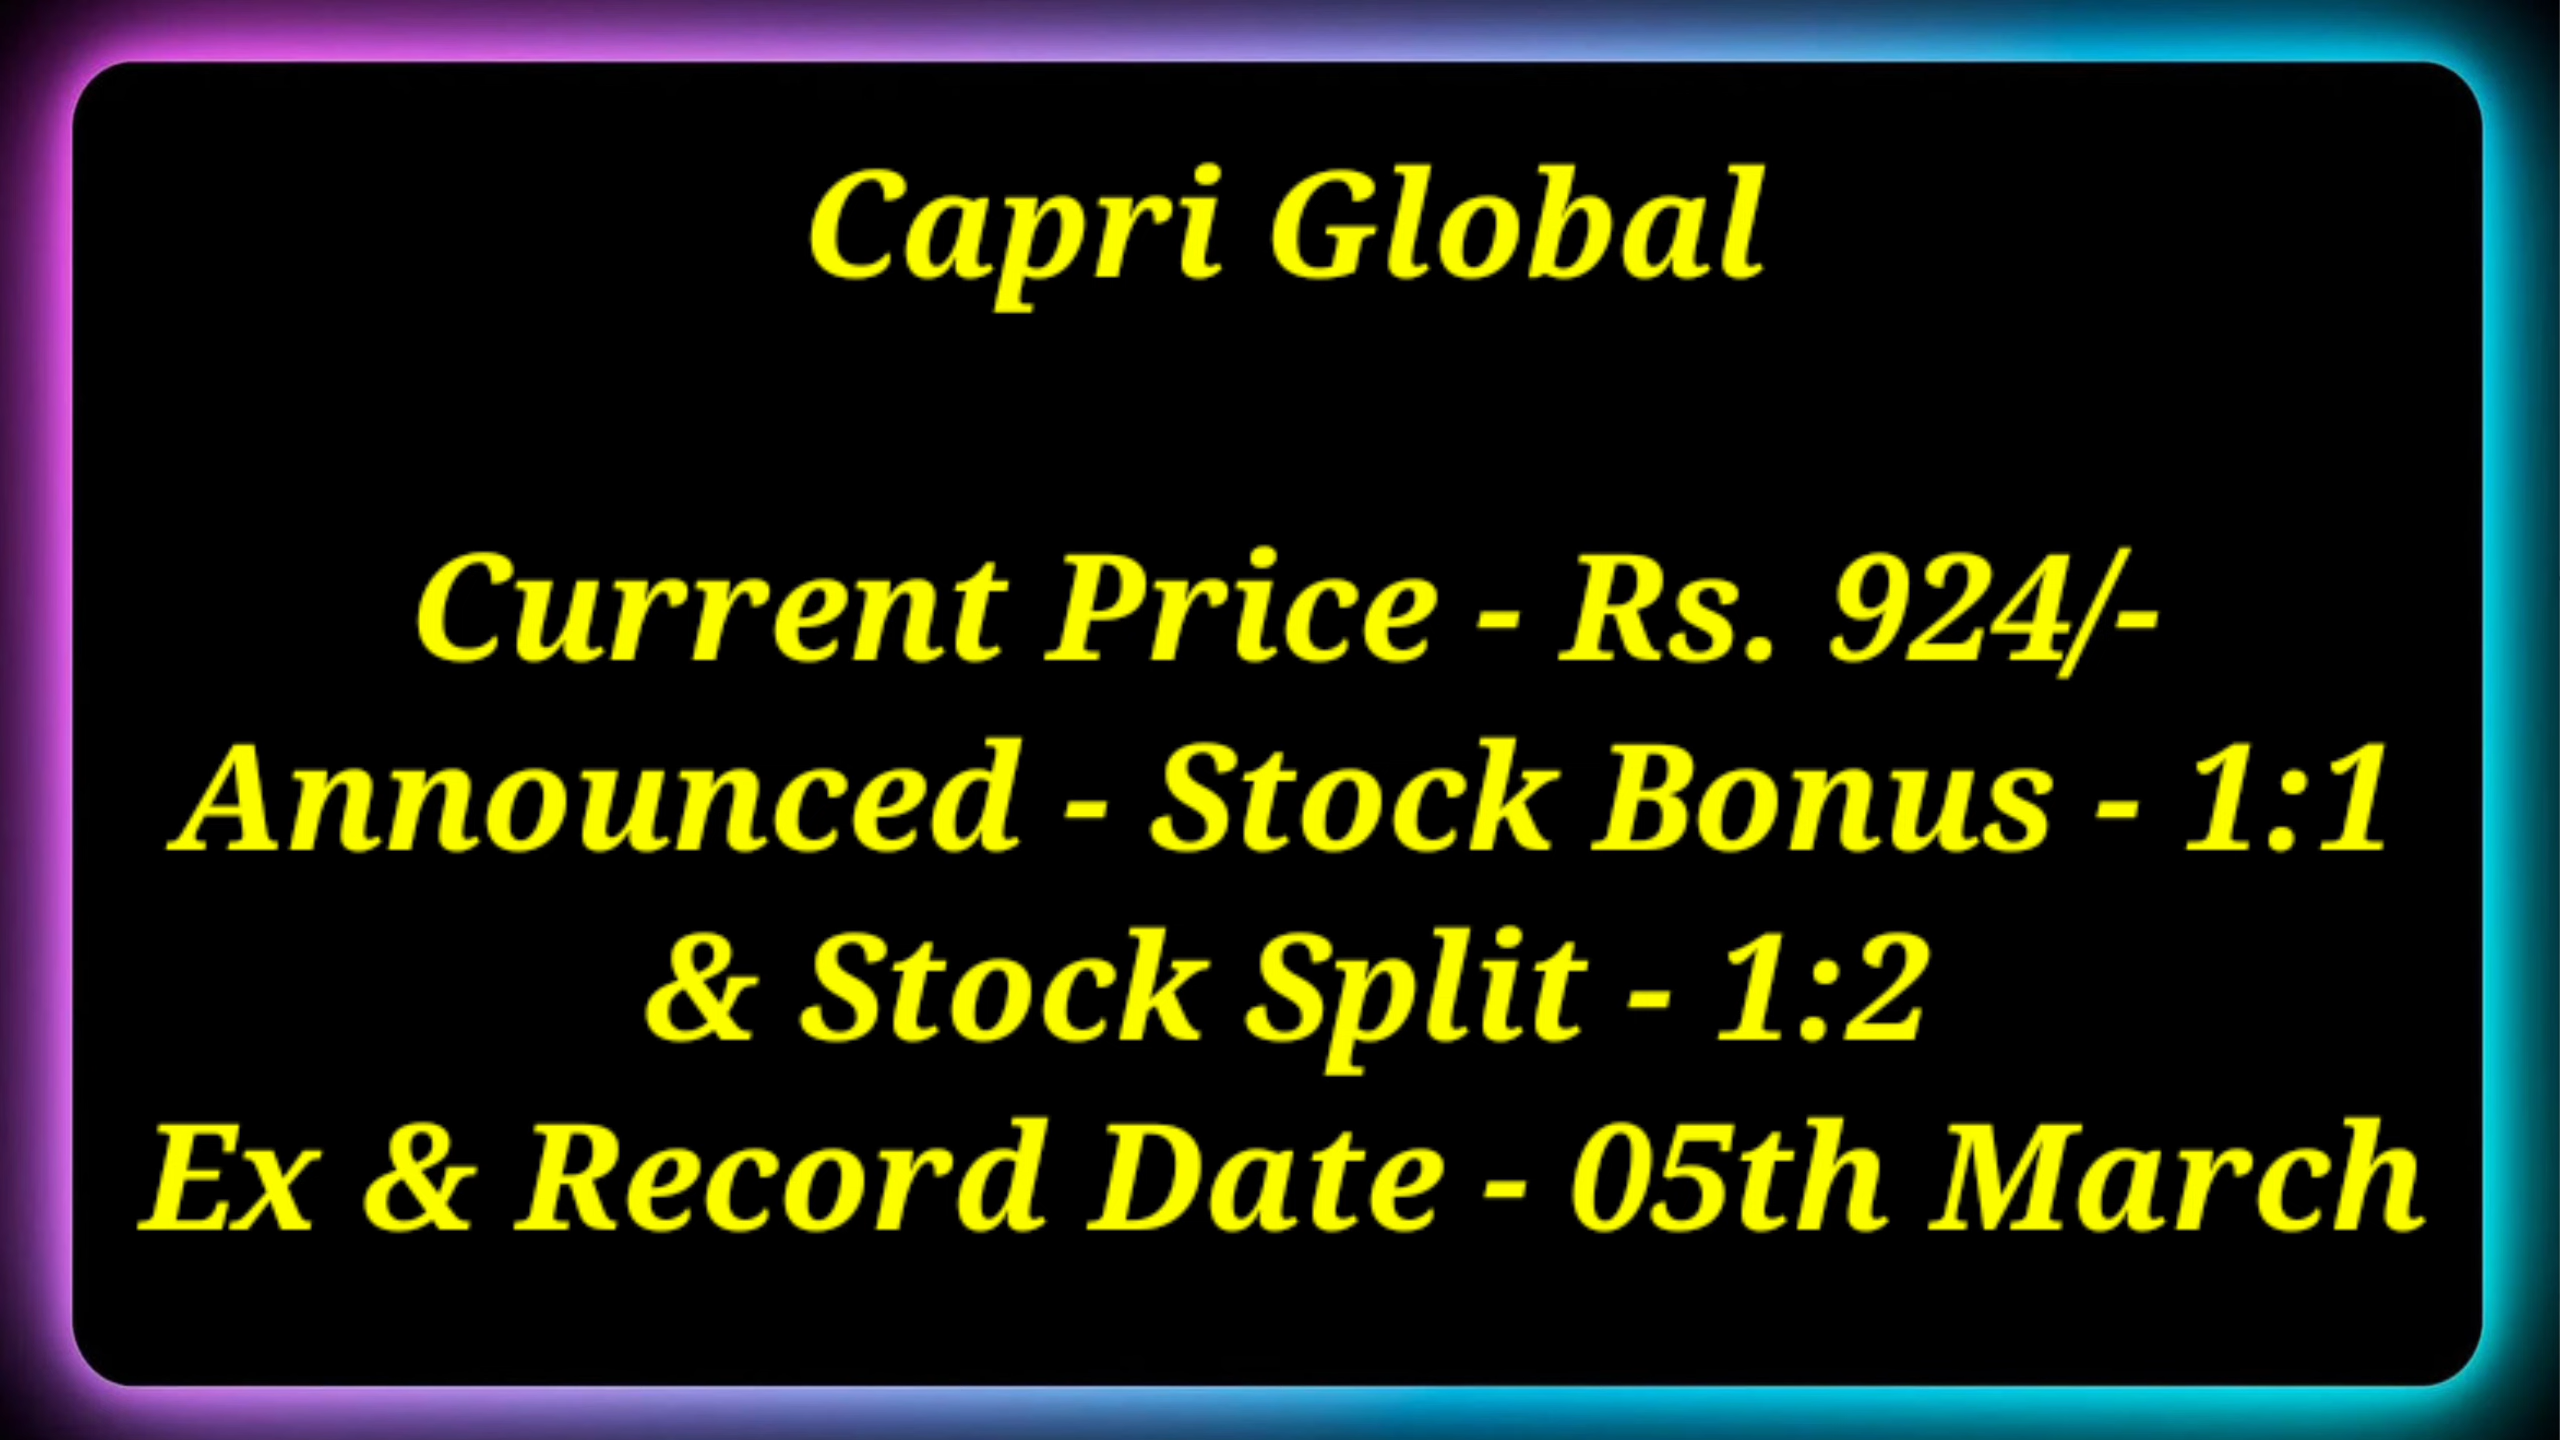 Capri Global
Current Price - Rs. 924/-
Announced - Stock Bonus - 1:1
& Stock Split - 1:2
Ex & Record Date - 05th March